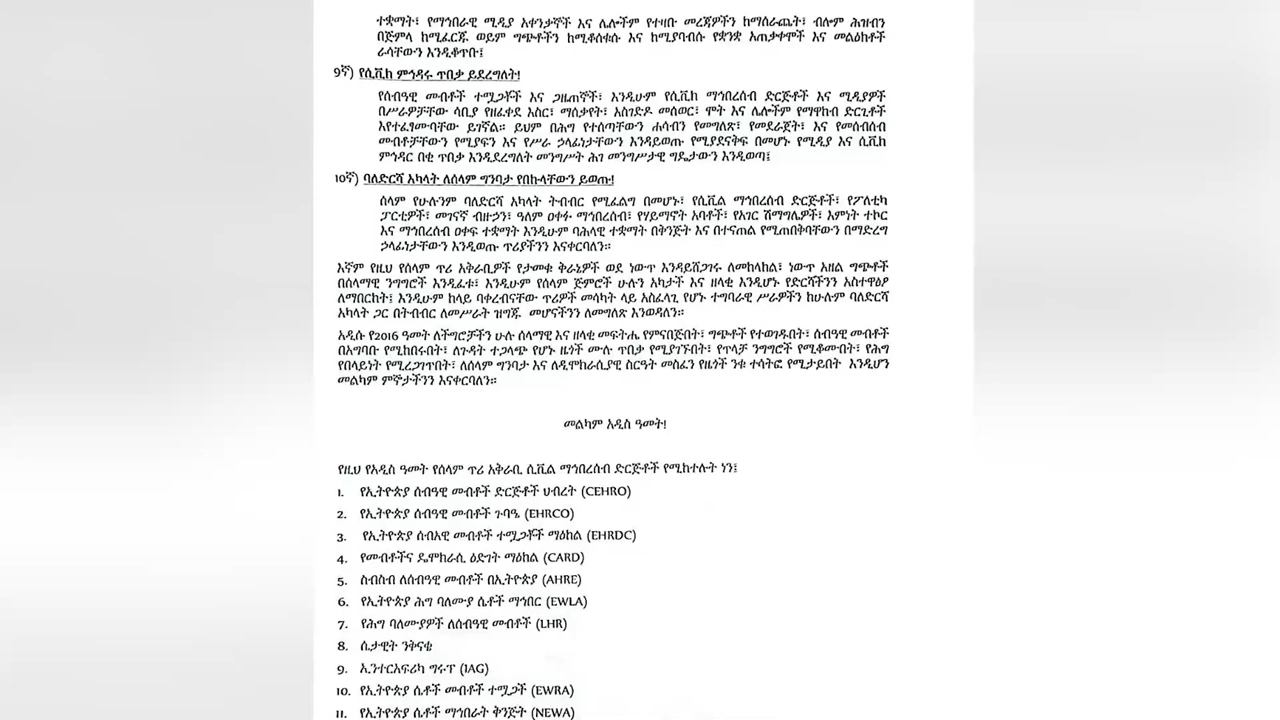 ተቋማት፣ የማኅበራዊ ሚዲያ አቀንቃኞች እና ሌሎችም የተዛቡ መረጃዎችን ከማሰራጨት፣ ብሎም ሕዝብን
በጅምላ ከሚፈርጁ ወይም ግጭቶችን ከሚቆሰቁሱ እና ከሚያባብሱ የቋንቋ አጠቃቀሞች እና መልዕክቶች
ራሳቸውን እንዲቆጥቡ፤
9ኛ) የሲቪክ ምኅዳሩ ጥበቃ ይደረግለት!
የሰብዓዊ መብቶች ተሟጋቾች እና ጋዜጠኞች፣ እንዲሁም የሲቪክ ማኅበረሰብ ድርጅቶች እና ሚዲያዎች
በሥራዎቻቸው ሳቢያ የዘፈቀደ እስር፣ ማሰቃየት፣ አስገድዶ መሰወር፣ ሞት እና ሌሎችም የማዋከብ ድርጊቶች
እየተፈፀሙባቸው ይገኛል። ይህም በሕግ የተሰጣቸውን ሐሳብን የመግለጽ፣ የመደራጀት፣ እና የመሰብሰብ
መብቶቻቸውን የሚያፍን እና የሥራ ኃላፊነታቸውን እንዳይወጡ የሚያደናቅፍ በመሆኑ የሚዲያ እና ሲቪክ
ምኅዳር በቂ ጥበቃ እንዲደረግለት መንግሥት ሕገ መንግሥታዊ ግዴታውን እንዲወጣ፤
10ኛ) ባለድርሻ አካላት ለሰላም ግንባታ የበኩላቸውን ይወጡ!
ሰላም የሁሉንም ባለድርሻ አካላት ትብብር የሚፈልግ በመሆኑ፣ የሲቪል ማኅበረሰብ ድርጅቶች፣ የፖለቲካ
ፓርቲዎች፣ መገናኛ ብዙኃን፣ ዓለም ዐቀፉ ማኅበረሰብ፣ የሃይማኖት አባቶች፣ የአገር ሽማግሌዎች፣ እምነት ተኮር
እና ማኅበረሰብ ዐቀፍ ተቋማት እንዲሁም ባሕላዊ ተቋማት በቅንጅት እና በተናጠል የሚጠበቅባቸውን በማድረግ
ኃላፊነታቸውን እንዲወጡ ጥሪያችንን እናቀርባለን።
እኛም የዚህ የሰላም ጥሪ አቅራቢዎች የታመቁ ቅራኔዎች ወደ ነውጥ እንዳይሸጋገሩ ለመከላከል፣ ነውጥ አዘል ግጭቶች
በሰላማዊ ንግግሮች እንዲፈቱ፣ እንዲሁም የሰላም ጅምሮች ሁሉን አካታች እና ዘላቂ እንዲሆኑ የድርሻችንን አስተዋፅዖ
ለማበርከት፤ እንዲሁም ከላይ ባቀረብናቸው ጥሪዎች መሳካት ላይ አስፈላጊ የሆኑ ተግባራዊ ሥራዎችን ከሁሉም ባለድርሻ
አካላት ጋር በትብብር ለመሥራት ዝግጁ መሆናችንን ለመግለጽ እንወዳለን።
አዲሱ የ2016 ዓመት ለችግሮቻችን ሁሉ ሰላማዊ እና ዘላቂ መፍትሔ የምናበጅበት፣ ግጭቶች የተወገዱበት፣ ሰብዓዊ መብቶች
በአግባቡ የሚከበሩበት፣ ለጉዳት ተጋላጭ የሆኑ ዜጎች ሙሉ ጥበቃ የሚያገኙበት፣ የጥላቻ ንግግሮች የሚቆሙበት፣ የሕግ
የበላይነት የሚረጋገጥበት፣ ለሰላም ግንባታ እና ለዲሞክራሲያዊ ስርዓት መስፈን የዜጎች ንቁ ተሳትፎ የሚታይበት እንዲሆን
መልካም ምኞታችንን እናቀርባለን።
መልካም አዲስ ዓመት!
የዚህ የአዲስ ዓመት የሰላም ጥሪ አቅራቢ ሲቪል ማኅበረሰብ ድርጅቶች የሚከተሉት ነን፤
1. የኢትዮጵያ ሰብዓዊ መብቶች ድርጅቶች ህብረት (CEHRO)
2. የኢትዮጵያ ሰብዓዊ መብቶች ጉባዔ (EHRCO)
3. የኢትዮጵያ ሰብአዊ መብቶች ተሟጋቾች ማዕከል (EHRDC)
4. የመብቶችና ዴሞክራሲ ዕድገት ማዕከል (CARD)
5. ስብስብ ለሰብዓዊ መብቶች በኢትዮጵያ (AHRE)
6. የኢትዮጵያ ሕግ ባለሙያ ሴቶች ማኅበር (EWLA)
7. የሕግ ባለሙያዎች ለሰብዓዊ መብቶች (LHR)
8. ሴታዊት ንቅናቄ
9. ኢንተርአፍሪካ ግሩፕ (IAG)
10. የኢትዮጵያ ሴቶች መብቶች ተሟጋች (EWRA)
11. የኢትዮጵያ ሴቶች ማኅበራት ቅንጅት (NEWA)